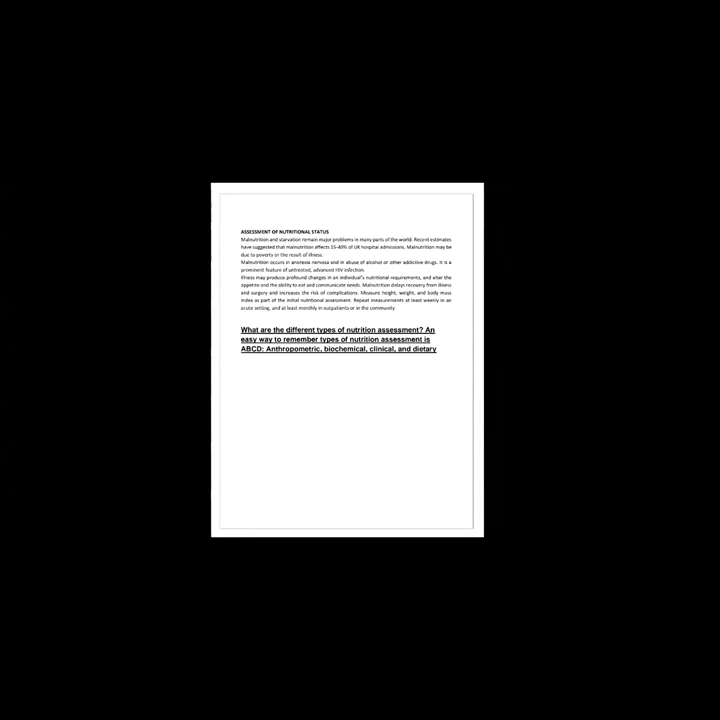 ASSESSMENT OF NUTRITIONAL STATUS
Malnutrition and starvation remain major problems in many parts of the world. Recent estimates
have suggested that malnutrition affects 15-40% of UK hospital admissions. Malnutrition may be
due to poverty or the result of illness.
Malnutrition occurs in anorexia nervosa and in abuse of alcohol or other addictive drugs. It is a
prominent feature of untreated, advanced HIV infection.
Illness may produce profound changes in an individual's nutritional requirements, and alter the
appetite and the ability to eat and communicate needs. Malnutrition delays recovery from illness
and surgery and increases the risk of complications. Measure height, weight, and body mass
index as part of the initial nutritional assessment. Repeat measurements at least weekly in an
acute setting, and at least monthly in outpatients or in the community
What are the different types of nutrition assessment? An
easy way to remember types of nutrition assessment is
ABCD: Anthropometric, biochemical, clinical, and dietary